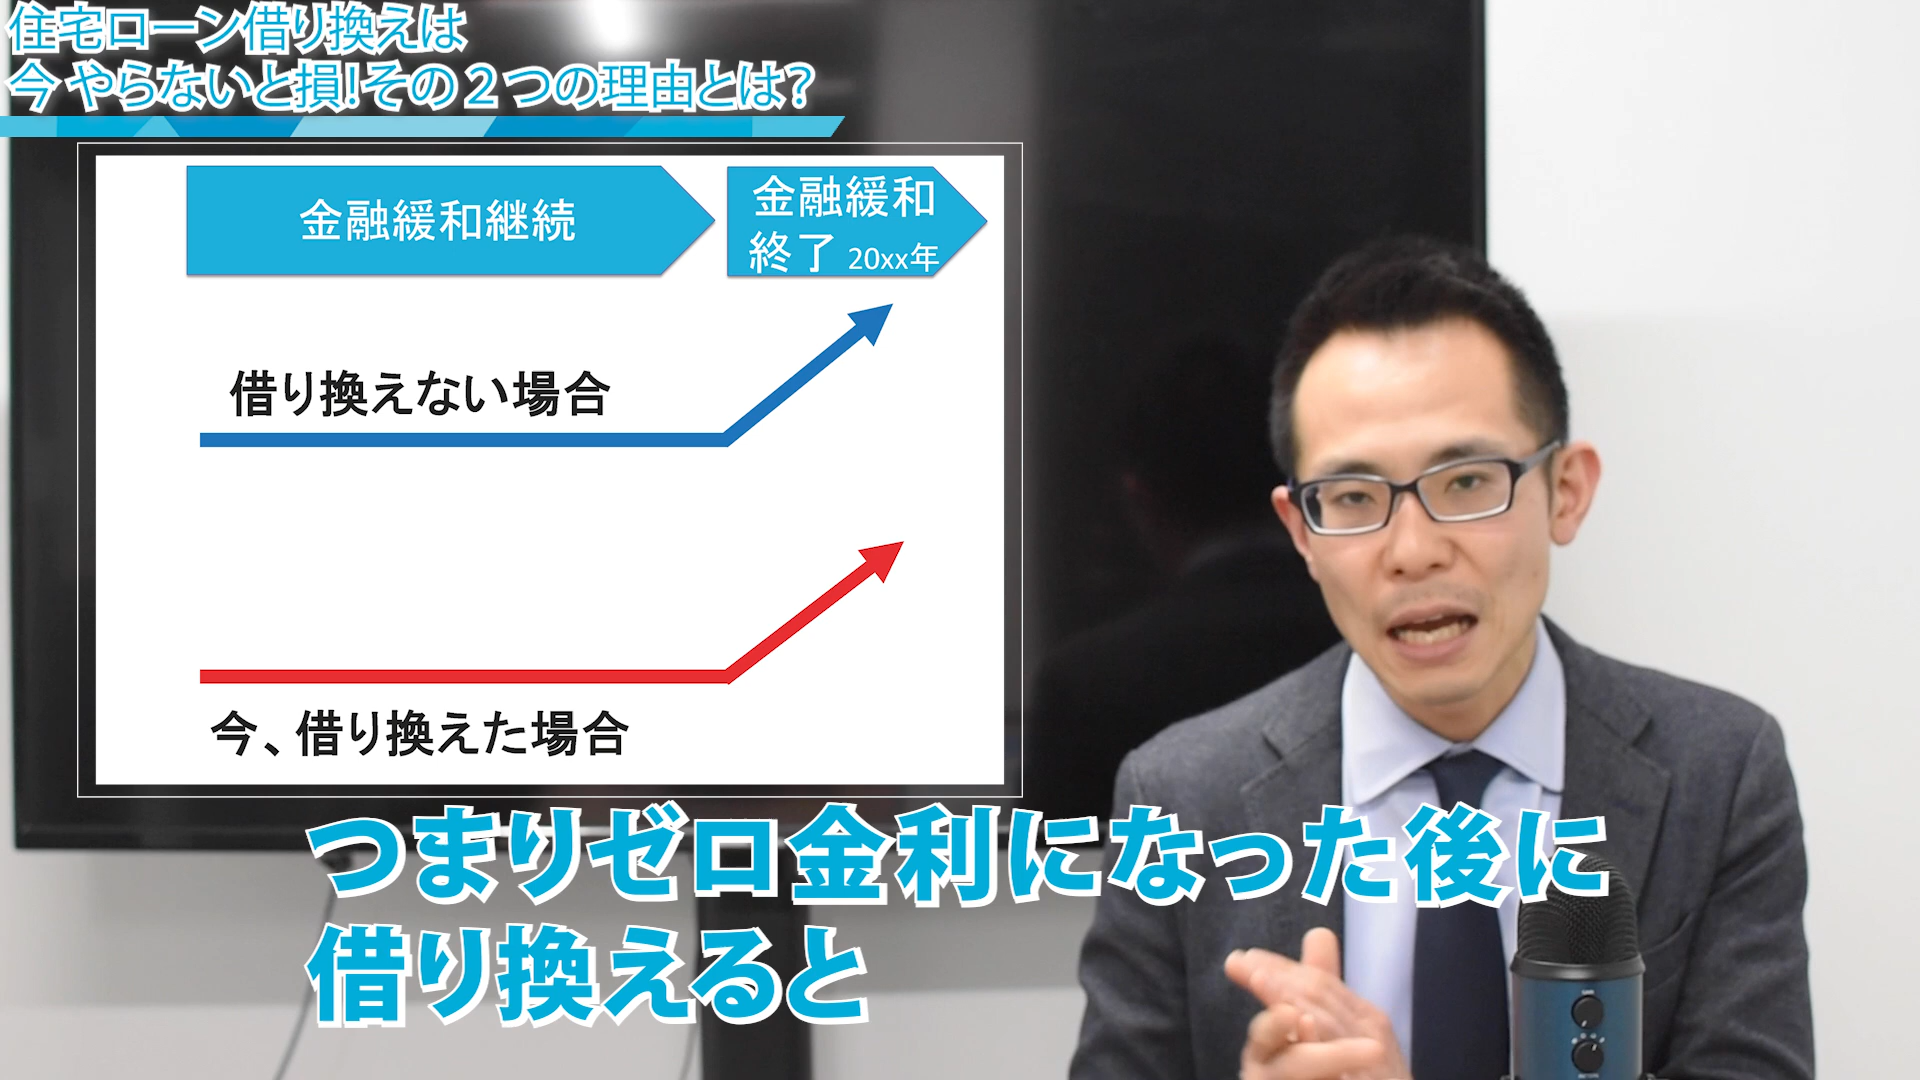 住宅ローン借り換えは
今やらないと損!その２つの理由とは?
金融緩和継続
金融緩和
終了 20xx年
借り換えない場合
今、借り換えた場合
つまりゼロ金利になった後に
借り換えると